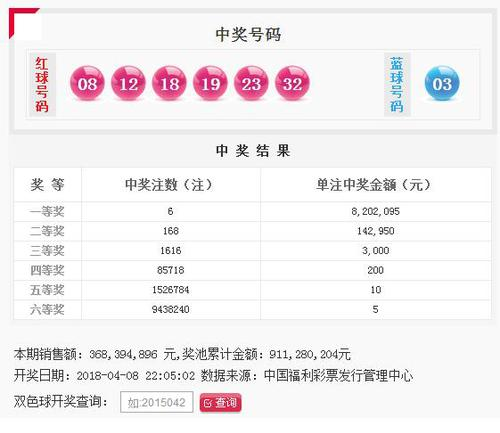 中奖号码
红球号码 08 12 18 19 23 32 蓝球号码 03
中奖结果
奖等 中奖注数（注） 单注中奖金额（元）
一等奖 6 8,202,095
二等奖 168 142,950
三等奖 1616 3,000
四等奖 85718 200
五等奖 1526784 10
六等奖 9438240 5
本期销售额：368,394,896 元,奖池累计金额：911,280,204元
开奖日期：2018-04-08 22:05:02 数据来源：中国福利彩票发行管理中心
双色球开奖查询： 如:2015042 查询